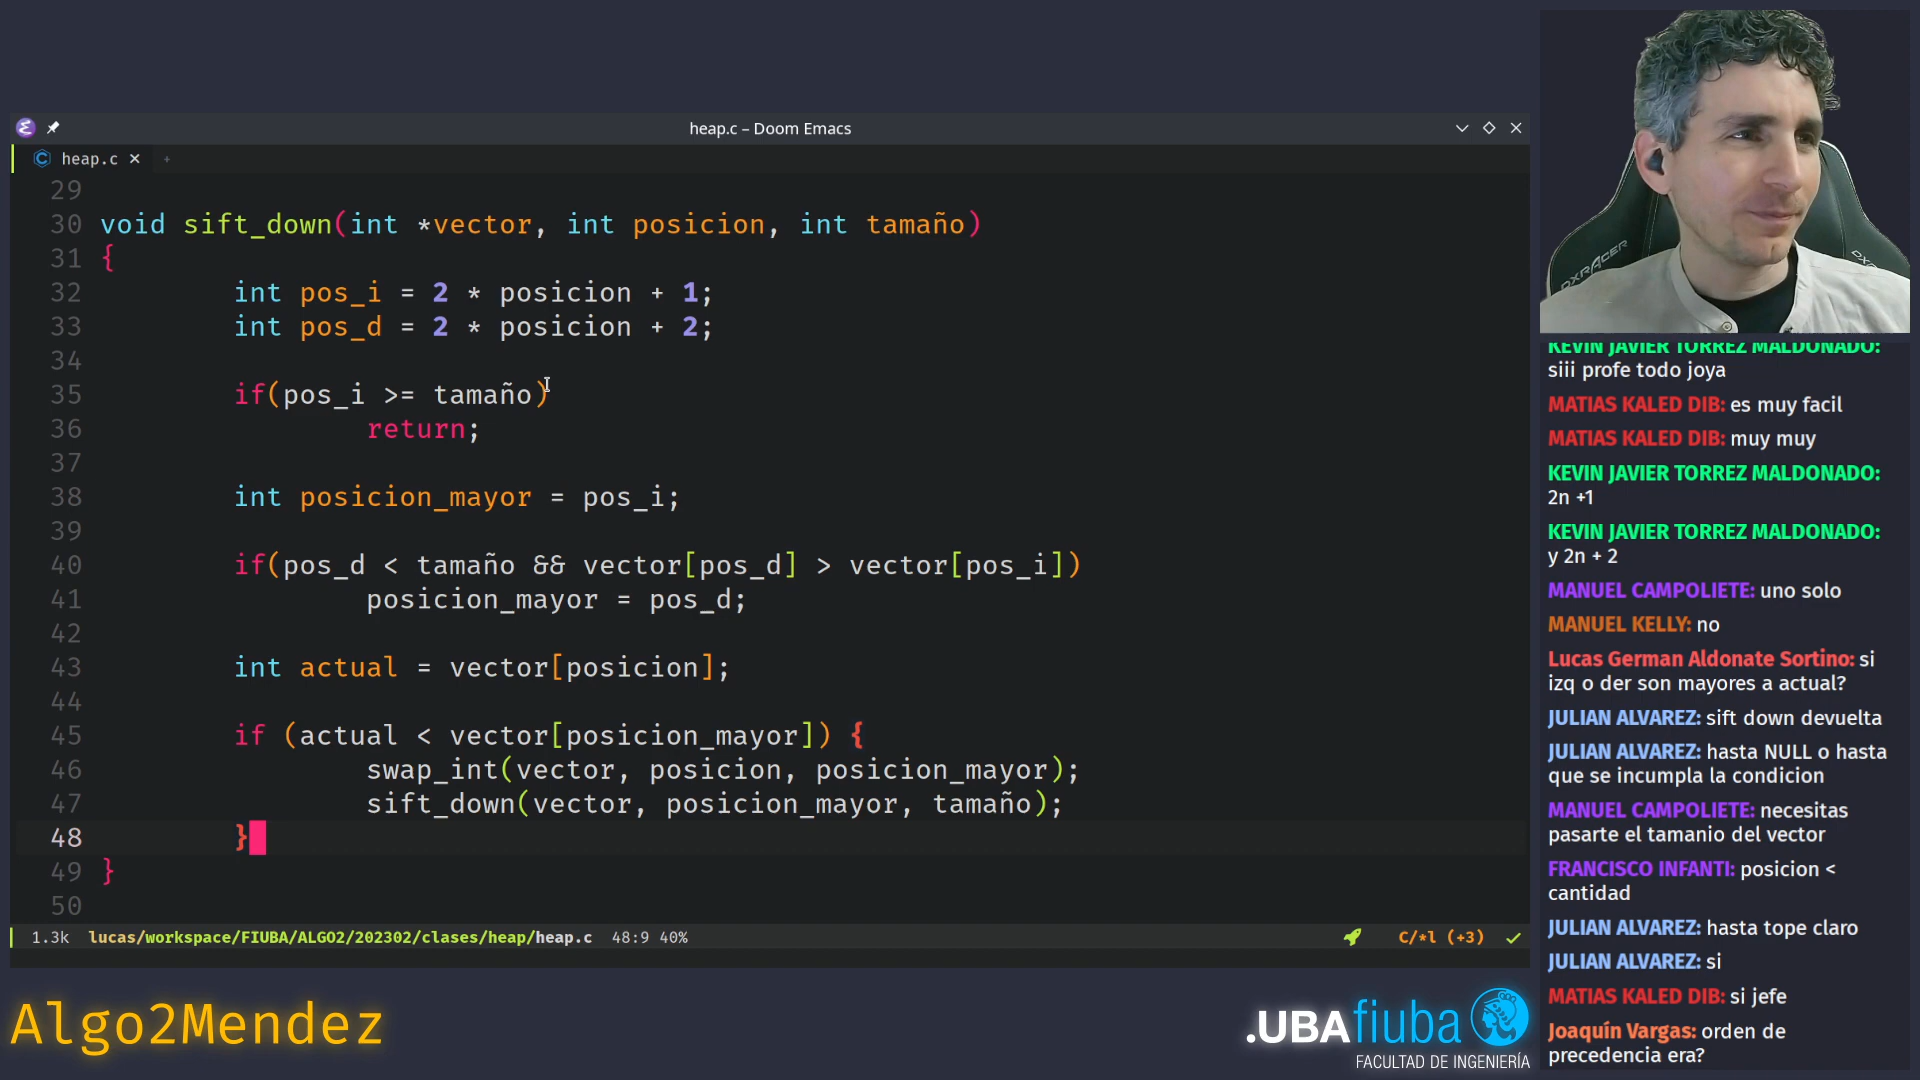 heap.c – Doom Emacs
heap.c
29
30 void sift_down(int *vector, int posicion, int tamaño)
31 {
32 int pos_i = 2 * posicion + 1;
33 int pos_d = 2 * posicion + 2;
34
35 if(pos_i >= tamaño)
36 return;
37
38 int posicion_mayor = pos_i;
39
40 if(pos_d < tamaño && vector[pos_d] > vector[pos_i])
41 posicion_mayor = pos_d;
42
43 int actual = vector[posicion];
44
45 if (actual < vector[posicion_mayor]) {
46 swap_int(vector, posicion, posicion_mayor);
47 sift_down(vector, posicion_mayor, tamaño);
48 }
49 }
50
1.3k lucas/workspace/FIUBA/ALGO2/202302/clases/heap/heap.c 48:9 40% C/*l (+3)
Algo2Mendez
.UBAfiuba
FACULTAD DE INGENIERÍA
DXRACER
KEVIN JAVIER TORREZ MALDONADO:
siii profe todo joya
MATIAS KALED DIB: es muy facil
MATIAS KALED DIB: muy muy
KEVIN JAVIER TORREZ MALDONADO:
2n +1
KEVIN JAVIER TORREZ MALDONADO:
y 2n + 2
MANUEL CAMPOLIETE: uno solo
MANUEL KELLY: no
Lucas German Aldonate Sortino: si
izq o der son mayores a actual?
JULIAN ALVAREZ: sift down devuelta
JULIAN ALVAREZ: hasta NULL o hasta
que se incumpla la condicion
MANUEL CAMPOLIETE: necesitas
pasarte el tamanio del vector
FRANCISCO INFANTI: posicion <
cantidad
JULIAN ALVAREZ: hasta tope claro
JULIAN ALVAREZ: si
MATIAS KALED DIB: si jefe
Joaquín Vargas: orden de
precedencia era?